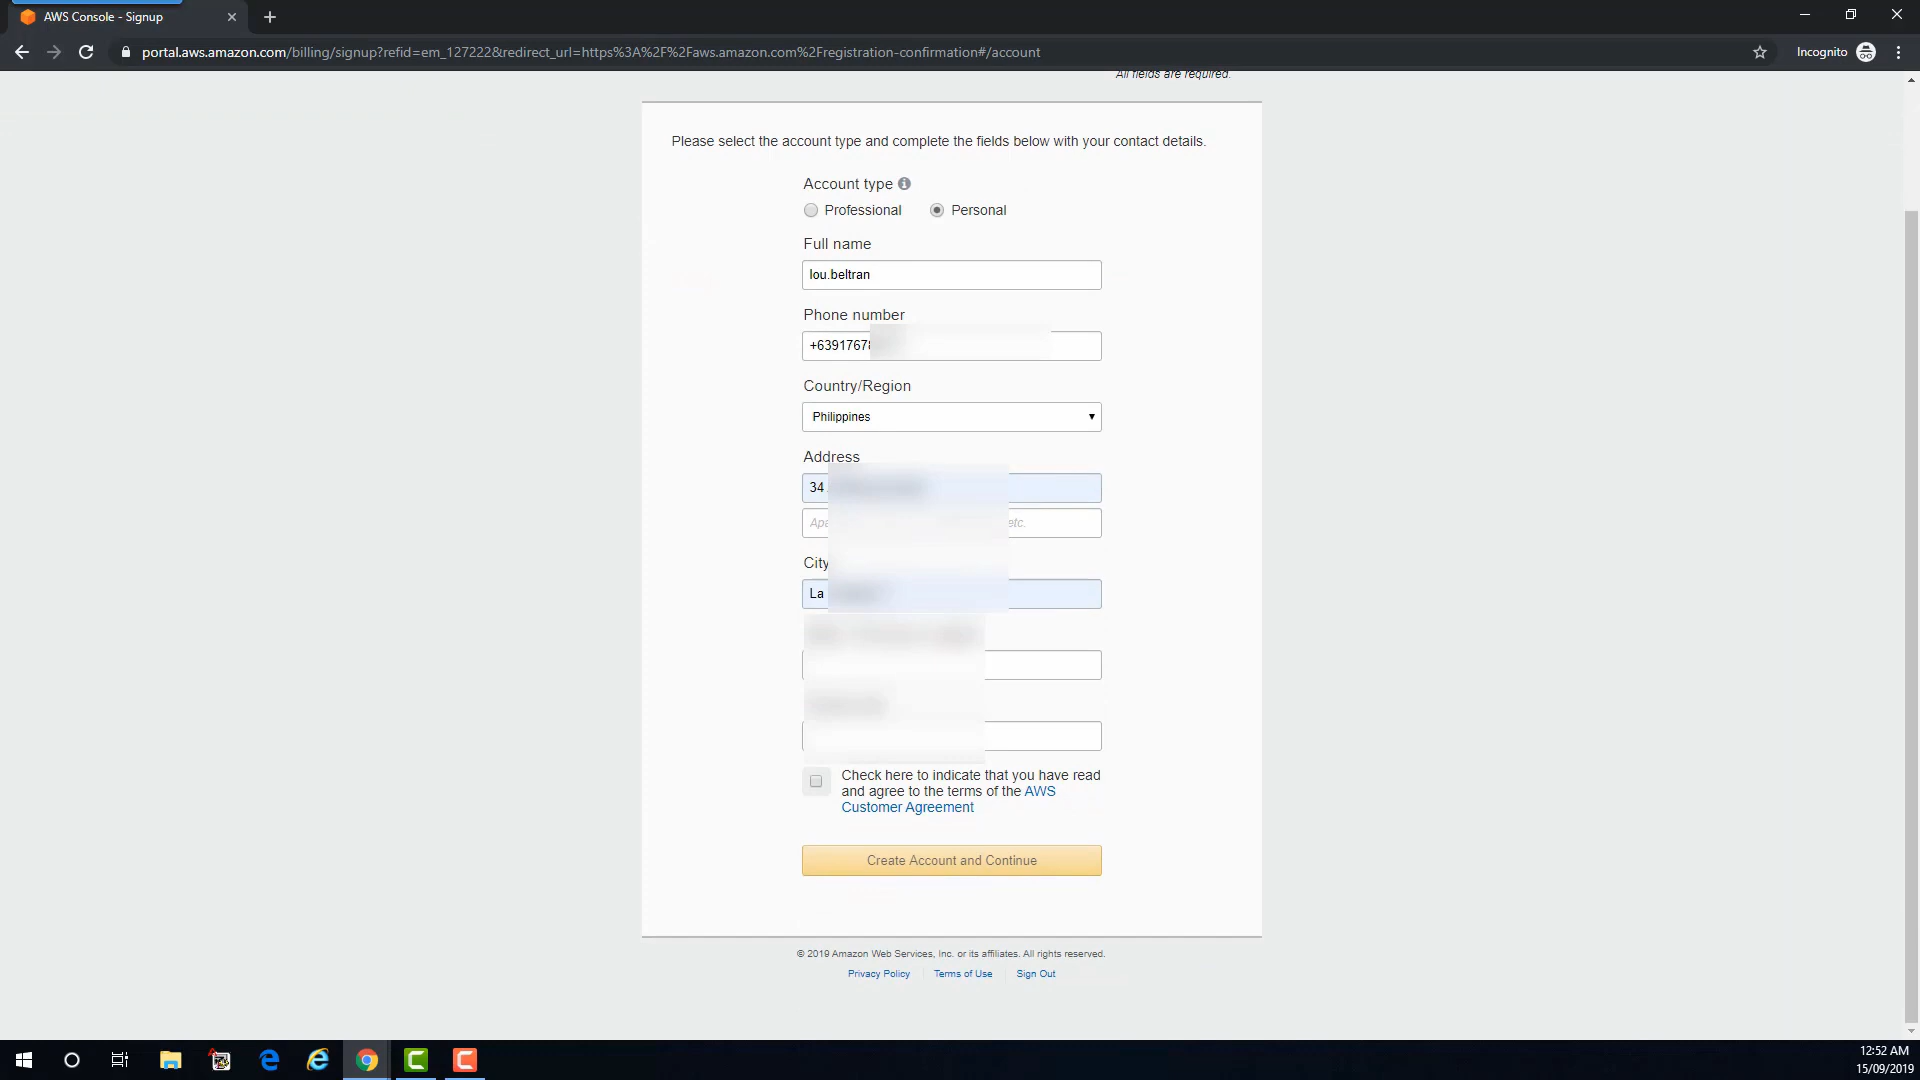 AWS Console - Signup
portal.aws.amazon.com/billing/signup?refid=em_127222&redirect_url=https%3A%2F%2Faws.amazon.com%2Fregistration-confirmation#/account
Incognito
All fields are required.
Please select the account type and complete the fields below with your contact details.
Account type
Professional
Personal
Full name
lou.beltran
Phone number
+63917678
Country/Region
Philippines
Address
34
etc.
City
La
Check here to indicate that you have read
and agree to the terms of the AWS
Customer Agreement
Create Account and Continue
© 2019 Amazon Web Services, Inc. or its affiliates. All rights reserved.
Privacy Policy
Terms of Use
Sign Out
12:52 AM
15/09/2019